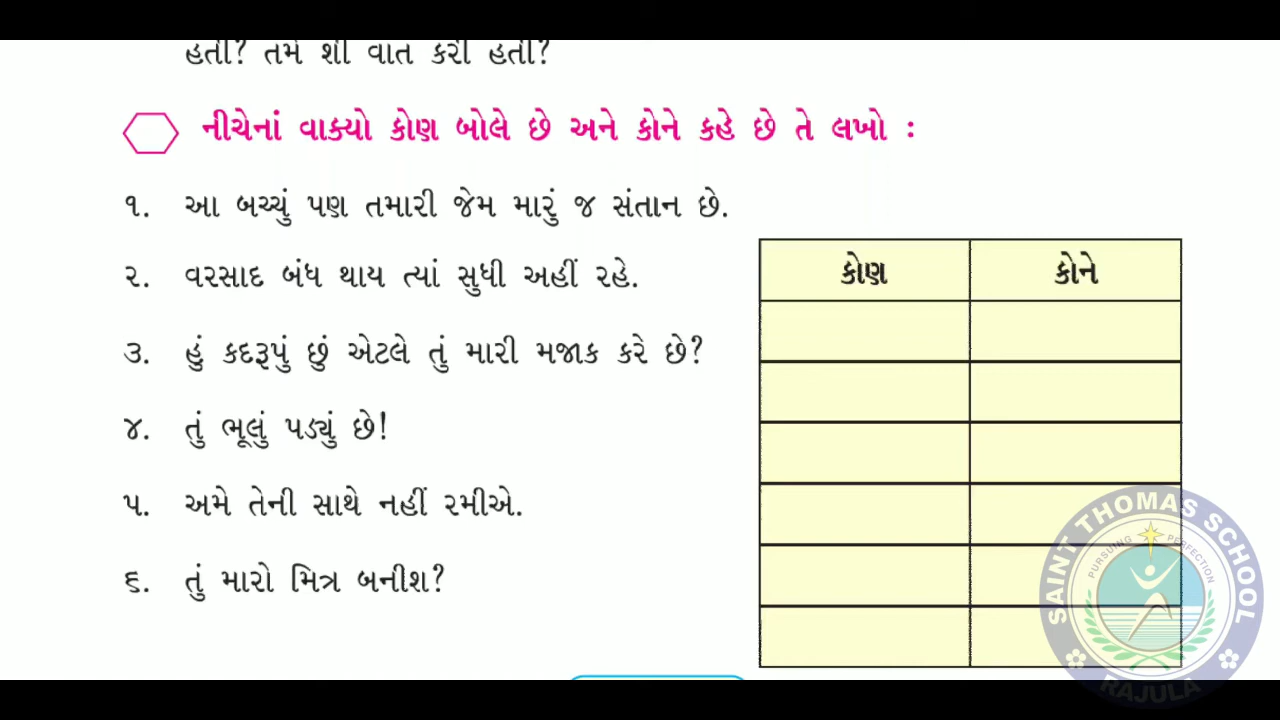 હતી? તમે શી વાત કરી હતી?
નીચેનાં વાક્યો કોણ બોલે છે અને કોને કહે છે તે લખો :
૧. આ બચ્ચું પણ તમારી જેમ મારું જ સંતાન છે.
૨. વરસાદ બંધ થાય ત્યાં સુધી અહીં રહે.
૩. હું કદરૂપું છું એટલે તું મારી મજાક કરે છે?
૪. તું ભૂલું પડ્યું છે!
૫. અમે તેની સાથે નહીં રમીએ.
૬. તું મારો મિત્ર બનીશ?
કોણ કોને
SAINT THOMAS SCHOOL
PURSUING PERFECTION
RAJULA